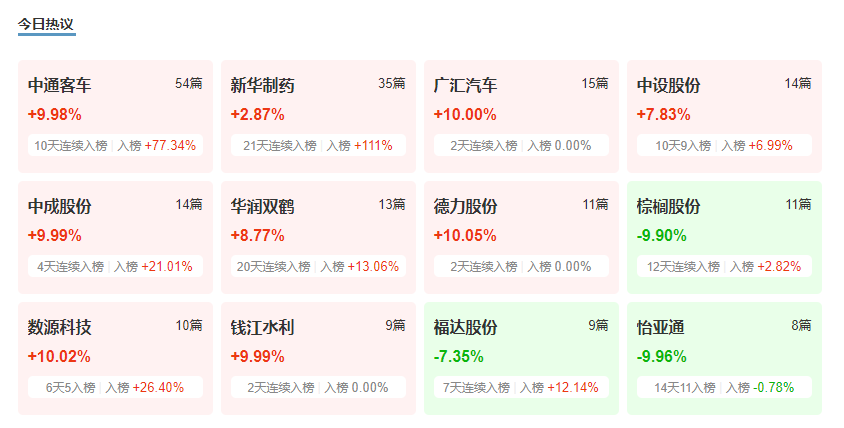 今日热议
中通客车 54篇
+9.98%
10天连续入榜 | 入榜 +77.34%
新华制药 35篇
+2.87%
21天连续入榜 | 入榜 +111%
广汇汽车 15篇
+10.00%
2天连续入榜 | 入榜 0.00%
中设股份 14篇
+7.83%
10天9入榜 | 入榜 +6.99%
中成股份 14篇
+9.99%
4天连续入榜 | 入榜 +21.01%
华润双鹤 13篇
+8.77%
20天连续入榜 | 入榜 +13.06%
德力股份 11篇
+10.05%
2天连续入榜 | 入榜 0.00%
棕榈股份 11篇
-9.90%
12天连续入榜 | 入榜 +2.82%
数源科技 10篇
+10.02%
6天5入榜 | 入榜 +26.40%
钱江水利 9篇
+9.99%
2天连续入榜 | 入榜 0.00%
福达股份 9篇
-7.35%
7天连续入榜 | 入榜 +12.14%
怡亚通 8篇
-9.96%
14天11入榜 | 入榜 -0.78%